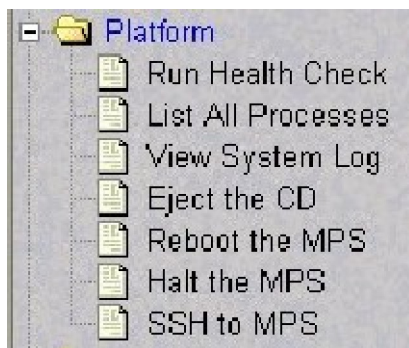 Platform
Run Health Check
List All Processes
View System Log
Eject the CD
Reboot the MPS
Halt the MPS
SSH to MPS